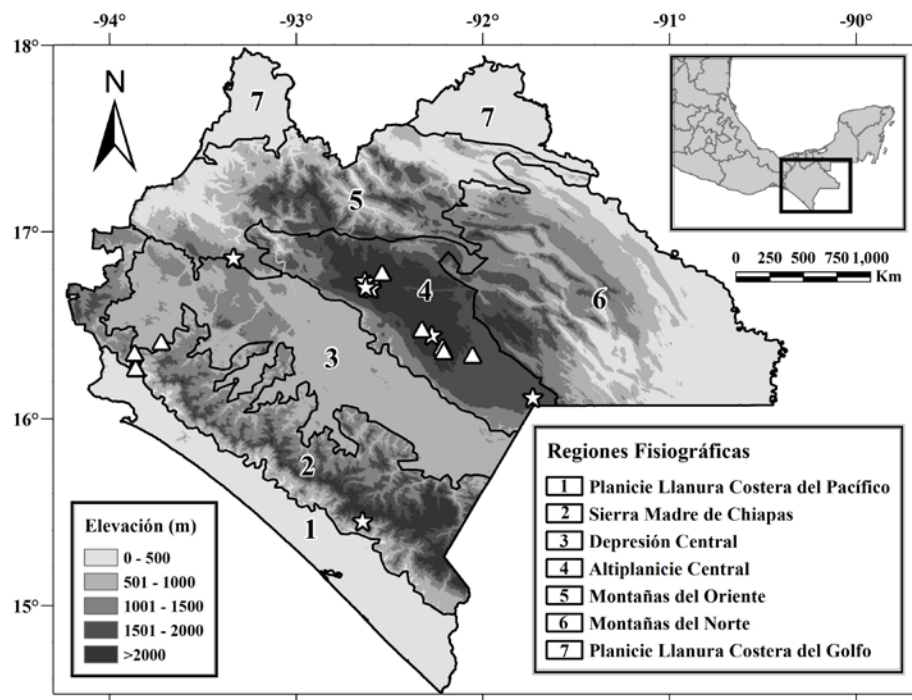 -94° -93° -92° -91° -90°
18°
17°
16°
15°
N
7
7
5
4
6
3
2
1
0 250 500 750 1,000
Km
Elevación (m)
0 - 500
501 - 1000
1001 - 1500
1501 - 2000
>2000
Regiones Fisiográficas
1 Planicie Llanura Costera del Pacífico
2 Sierra Madre de Chiapas
3 Depresión Central
4 Altiplanicie Central
5 Montañas del Oriente
6 Montañas del Norte
7 Planicie Llanura Costera del Golfo